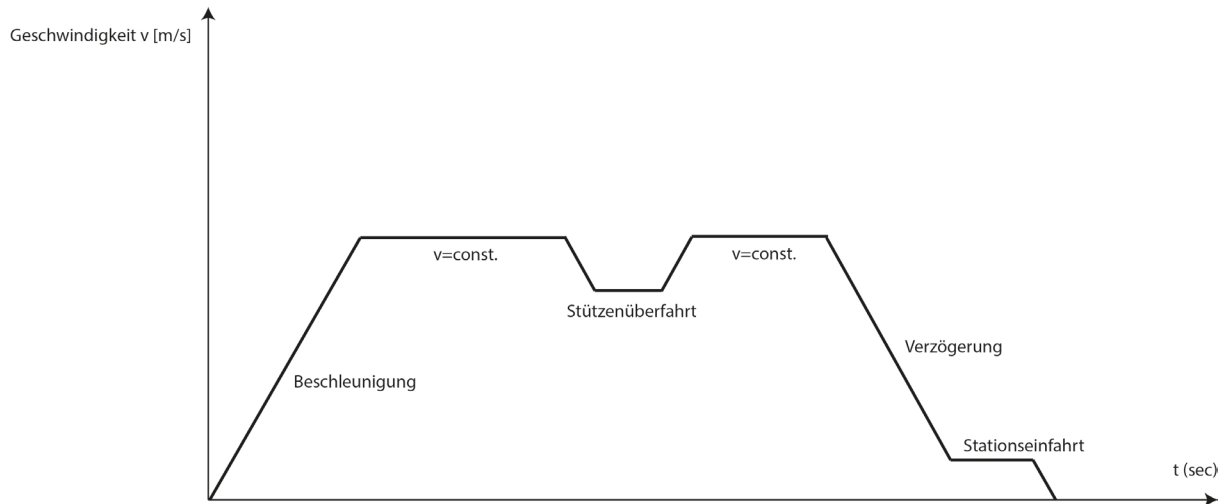 Geschwindigkeit v [m/s]
v=const.
v=const.
Stützenüberfahrt
Verzögerung
Beschleunigung
Stationseinfahrt
t (sec)